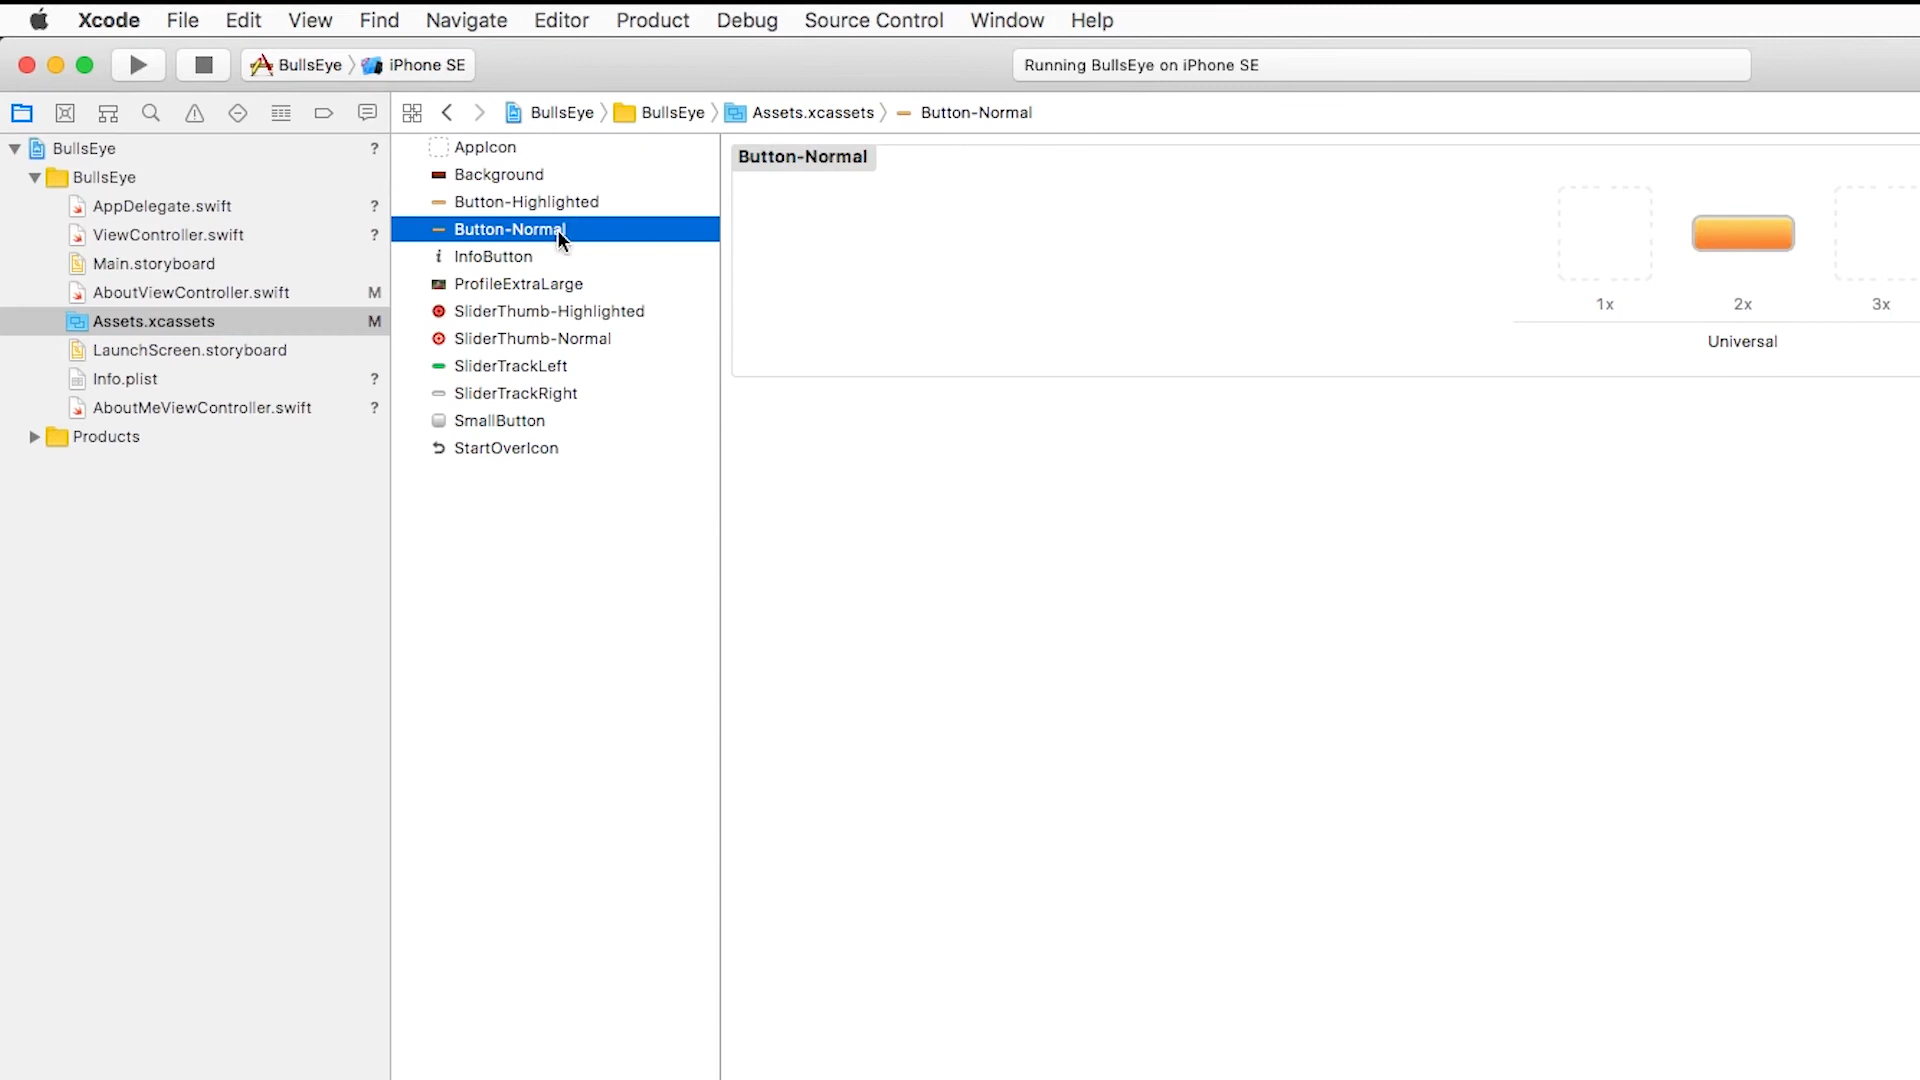 Xcode File Edit View Find Navigate Editor Product Debug Source Control Window Help
BullsEye iPhone SE
Running BullsEye on iPhone SE
BullsEye BullsEye Assets.xcassets Button-Normal
BullsEye ?
BullsEye
AppDelegate.swift ?
ViewController.swift ?
Main.storyboard
AboutViewController.swift M
Assets.xcassets M
LaunchScreen.storyboard
Info.plist ?
AboutMeViewController.swift ?
Products
AppIcon
Background
Button-Highlighted
Button-Normal
InfoButton
ProfileExtraLarge
SliderThumb-Highlighted
SliderThumb-Normal
SliderTrackLeft
SliderTrackRight
SmallButton
StartOverIcon
Button-Normal
1x 2x 3x
Universal